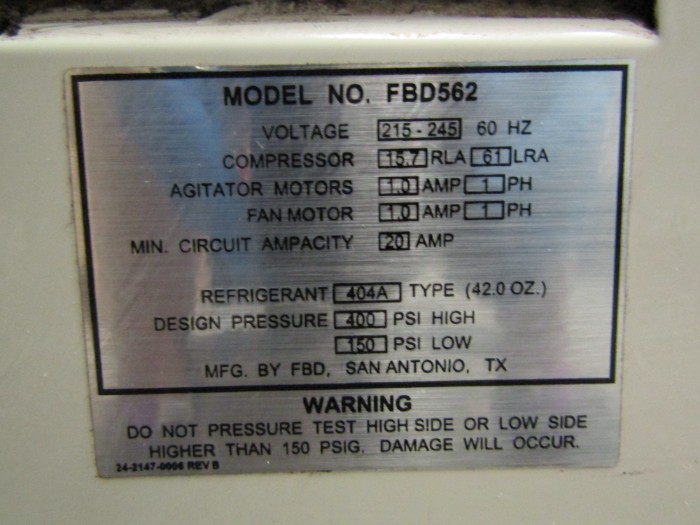 MODEL NO. FBD562
VOLTAGE 215 - 245 60 HZ
COMPRESSOR 15.7 RLA 61 LRA
AGITATOR MOTORS 1.0 AMP 1 PH
FAN MOTOR 1.0 AMP 1 PH
MIN. CIRCUIT AMPACITY 20 AMP
REFRIGERANT 404A TYPE (42.0 OZ.)
DESIGN PRESSURE 400 PSI HIGH
150 PSI LOW
MFG. BY FBD, SAN ANTONIO, TX
WARNING
DO NOT PRESSURE TEST HIGH SIDE OR LOW SIDE
HIGHER THAN 150 PSIG. DAMAGE WILL OCCUR.
24-2147-0006 REV B